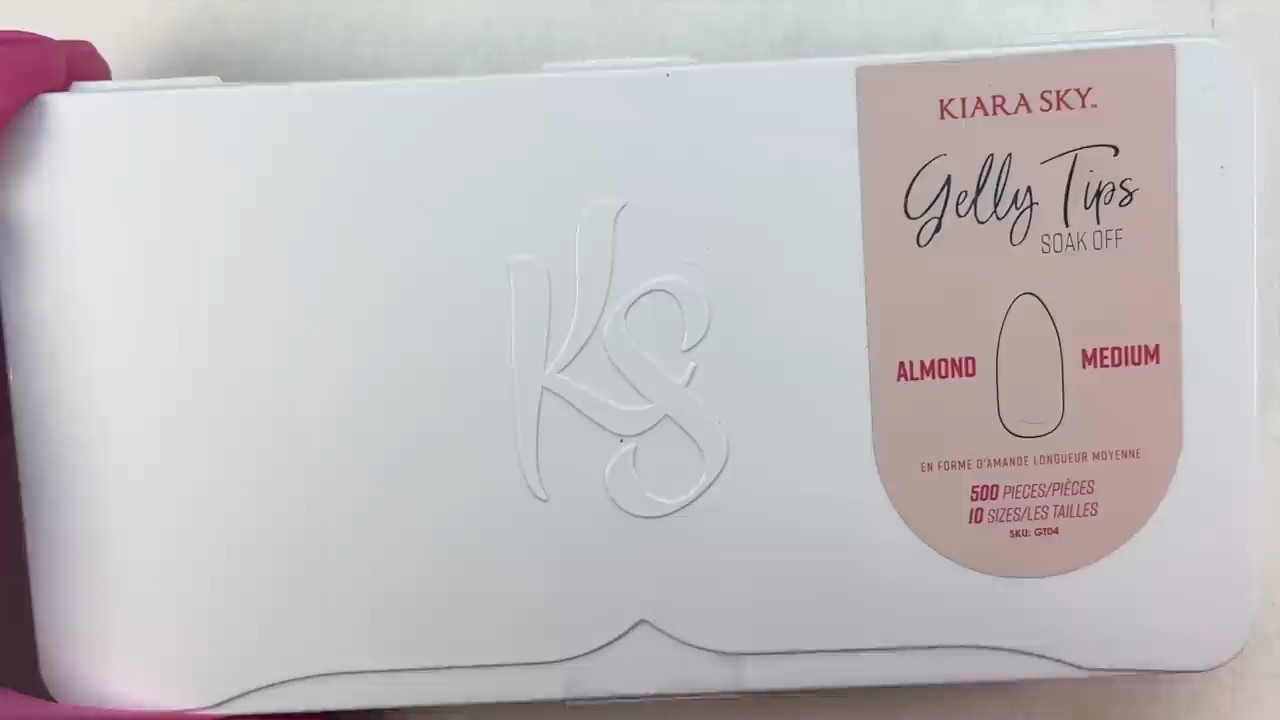 KS
KIARA SKY™
Gelly Tips
SOAK OFF
ALMOND MEDIUM
EN FORME D'AMANDE LONGUEUR MOYENNE
500 PIECES/PIÈCES
10 SIZES/LES TAILLES
SKU: GT04